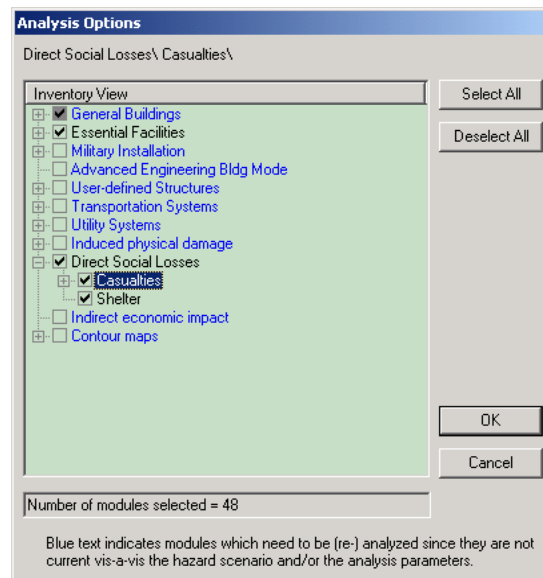 Analysis Options
Direct Social Losses\ Casualties\
Inventory View
General Buildings
Essential Facilities
Military Installation
Advanced Engineering Bldg Mode
User-defined Structures
Transportation Systems
Utility Systems
Induced physical damage
Direct Social Losses
Casualties
Shelter
Indirect economic impact
Contour maps
Select All
Deselect All
OK
Cancel
Number of modules selected = 48
Blue text indicates modules which need to be (re-) analyzed since they are not
current vis-a-vis the hazard scenario and/or the analysis parameters.